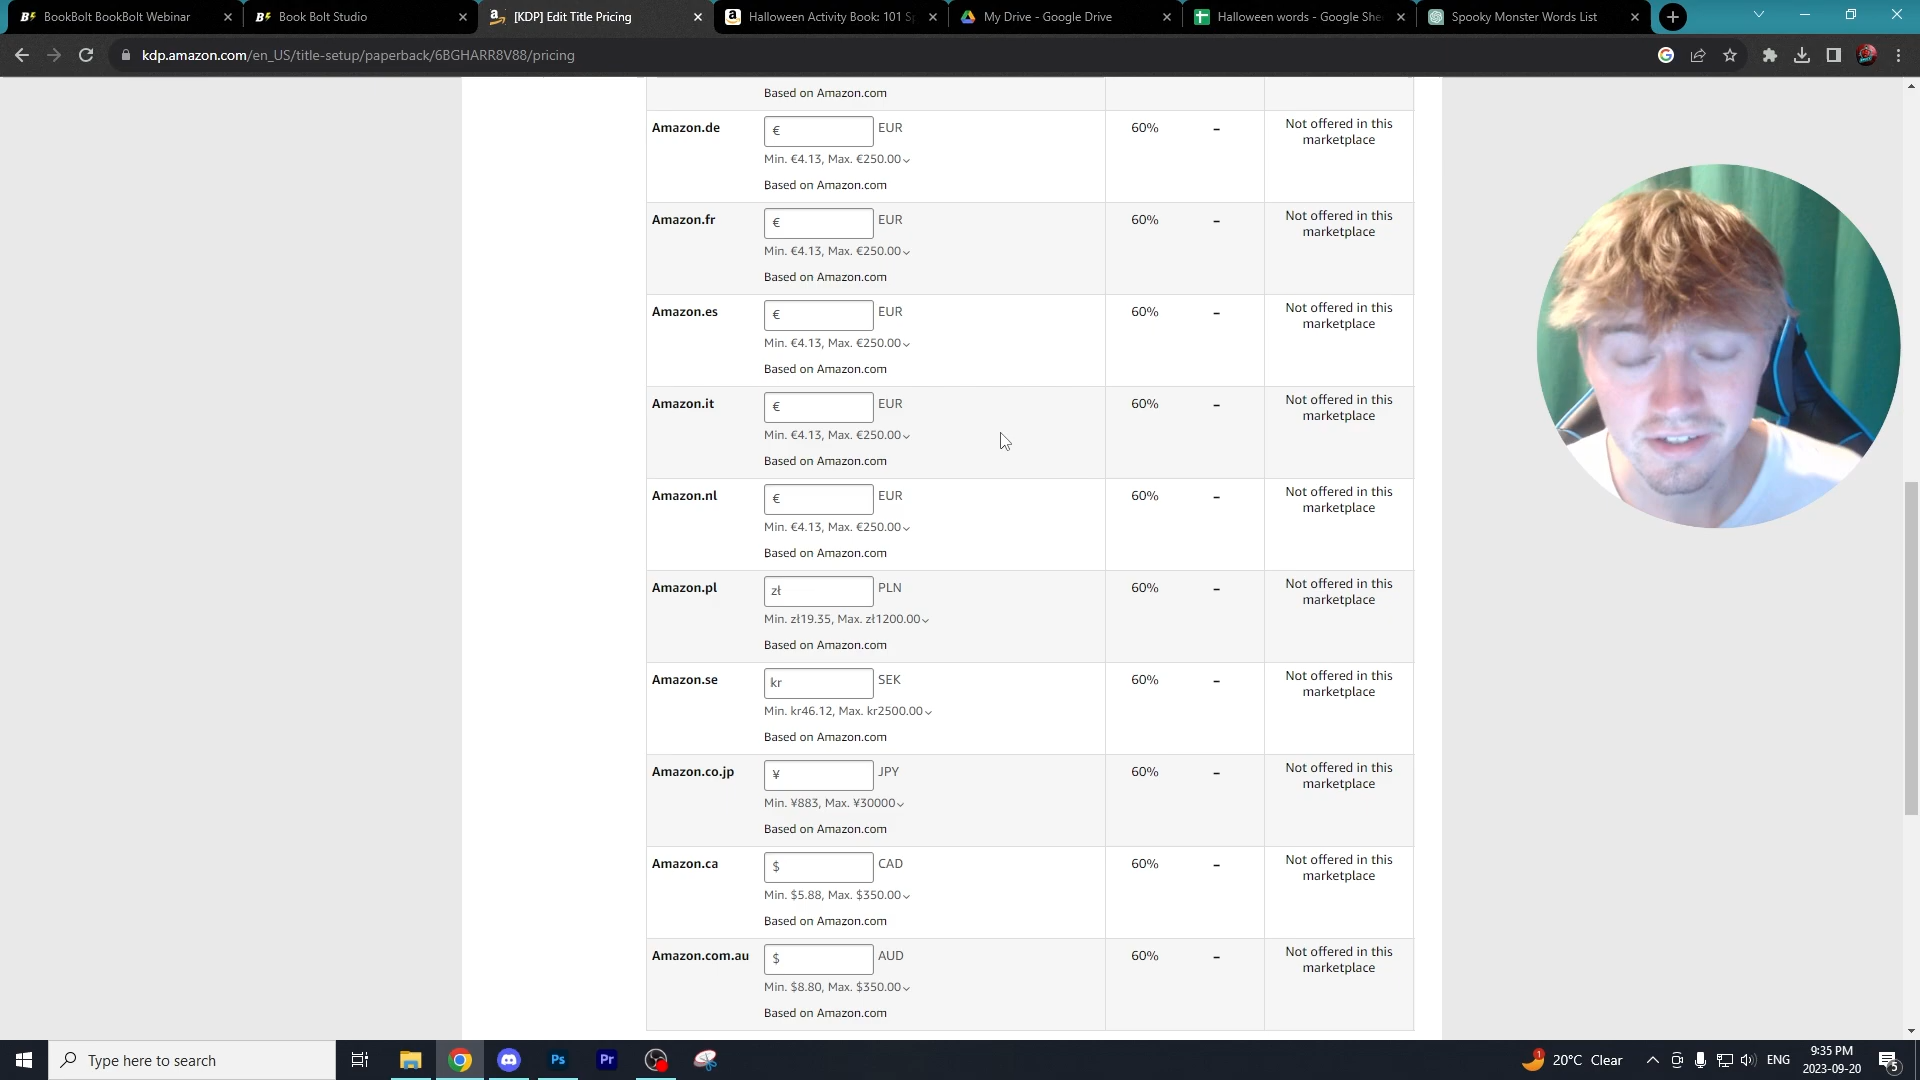 BookBolt BookBolt Webinar
Book Bolt Studio
[KDP] Edit Title Pricing
Halloween Activity Book: 101 Sp
My Drive - Google Drive
Halloween words - Google She
Spooky Monster Words List
kdp.amazon.com/en_US/title-setup/paperback/6BGHARR8V88/pricing
Based on Amazon.com
Amazon.de € EUR 60% – Not offered in this marketplace
Min. €4.13, Max. €250.00
Based on Amazon.com
Amazon.fr € EUR 60% – Not offered in this marketplace
Min. €4.13, Max. €250.00
Based on Amazon.com
Amazon.es € EUR 60% – Not offered in this marketplace
Min. €4.13, Max. €250.00
Based on Amazon.com
Amazon.it € EUR 60% – Not offered in this marketplace
Min. €4.13, Max. €250.00
Based on Amazon.com
Amazon.nl € EUR 60% – Not offered in this marketplace
Min. €4.13, Max. €250.00
Based on Amazon.com
Amazon.pl zł PLN 60% – Not offered in this marketplace
Min. zł19.35, Max. zł1200.00
Based on Amazon.com
Amazon.se kr SEK 60% – Not offered in this marketplace
Min. kr46.12, Max. kr2500.00
Based on Amazon.com
Amazon.co.jp ¥ JPY 60% – Not offered in this marketplace
Min. ¥883, Max. ¥30000
Based on Amazon.com
Amazon.ca $ CAD 60% – Not offered in this marketplace
Min. $5.88, Max. $350.00
Based on Amazon.com
Amazon.com.au $ AUD 60% – Not offered in this marketplace
Min. $8.80, Max. $350.00
Based on Amazon.com
Type here to search
Ps
Pr
1
20°C Clear
ENG
9:35 PM
2023-09-20
5